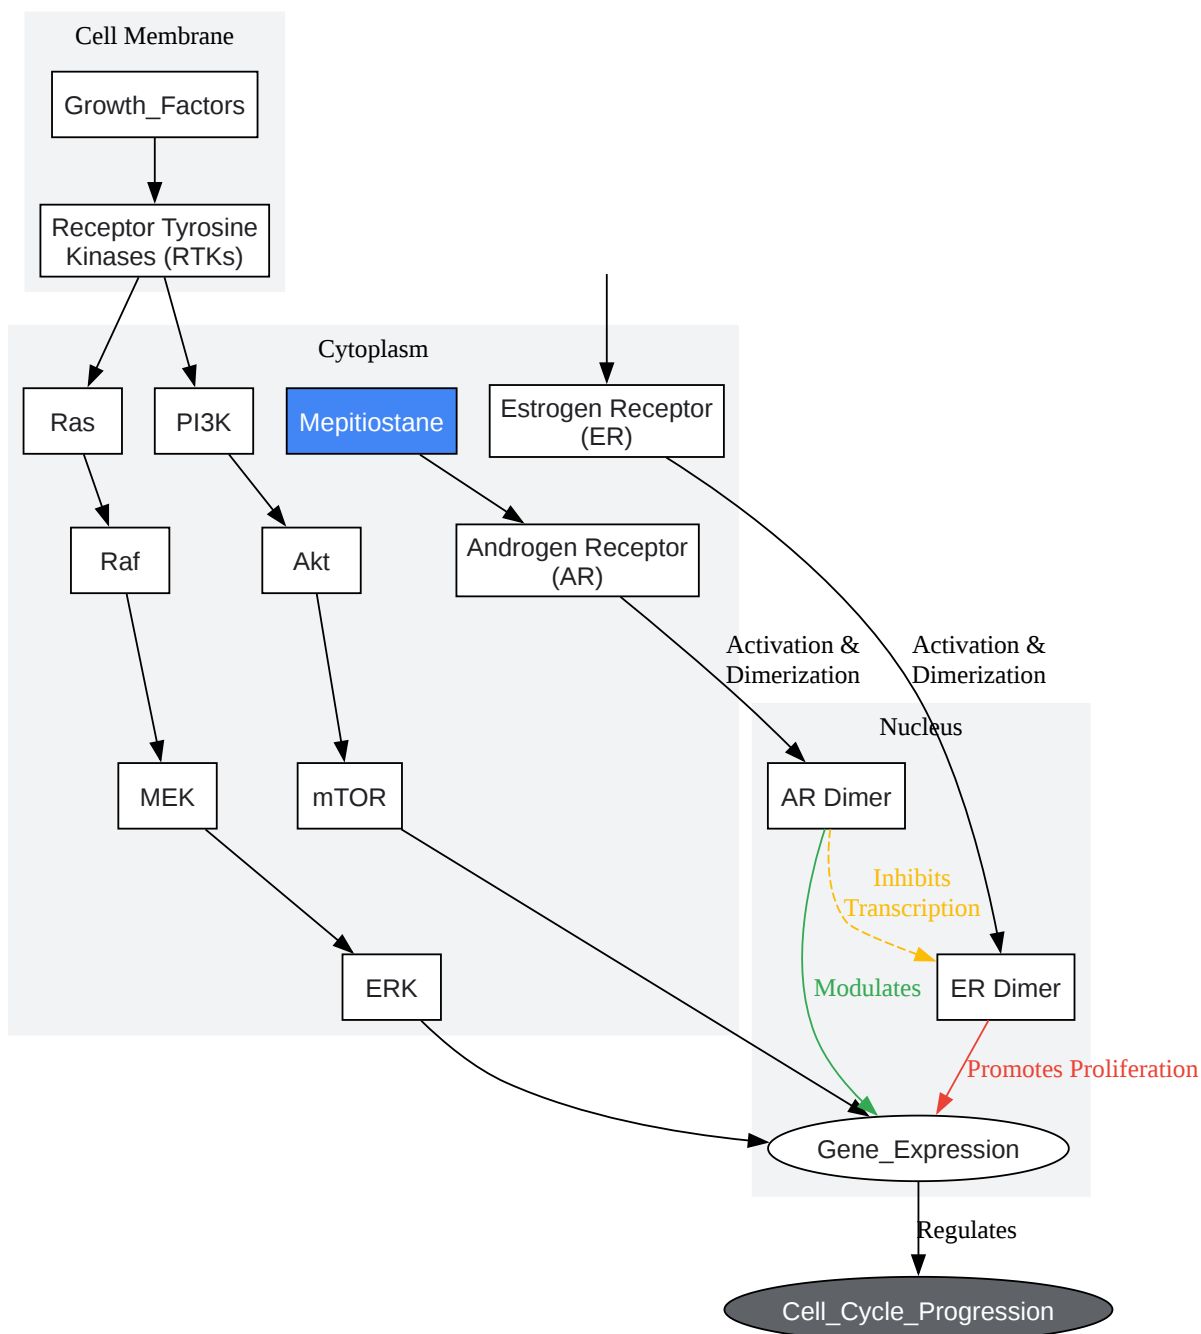 Cell Membrane
Growth_Factors
Receptor Tyrosine
Kinases (RTKs)
Cytoplasm
Ras
PI3K
Mepitiostane
Estrogen Receptor
(ER)
Raf
Akt
Androgen Receptor
(AR)
Activation &
Dimerization
Activation &
Dimerization
Nucleus
MEK
mTOR
AR Dimer
Inhibits
Transcription
ERK
Modulates
ER Dimer
Promotes Proliferation
Gene_Expression
Regulates
Cell_Cycle_Progression